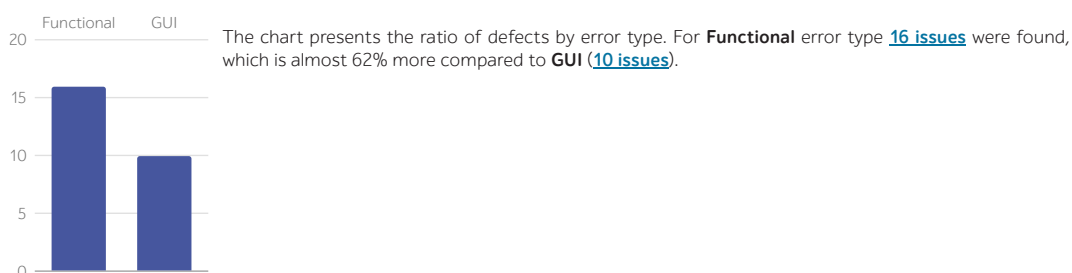 Functional GUI
20
The chart presents the ratio of defects by error type. For Functional error type 16 issues were found,
which is almost 62% more compared to GUI (10 issues).
15
10
5
0